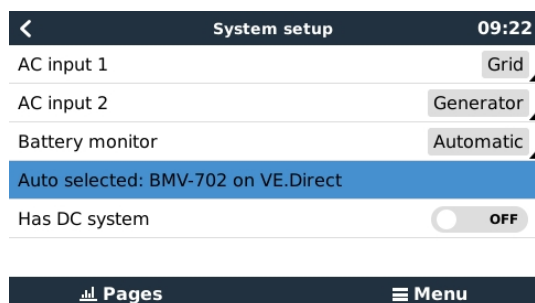 System setup 09:22
AC input 1 Grid
AC input 2 Generator
Battery monitor Automatic
Auto selected: BMV-702 on VE.Direct
Has DC system OFF
Pages Menu